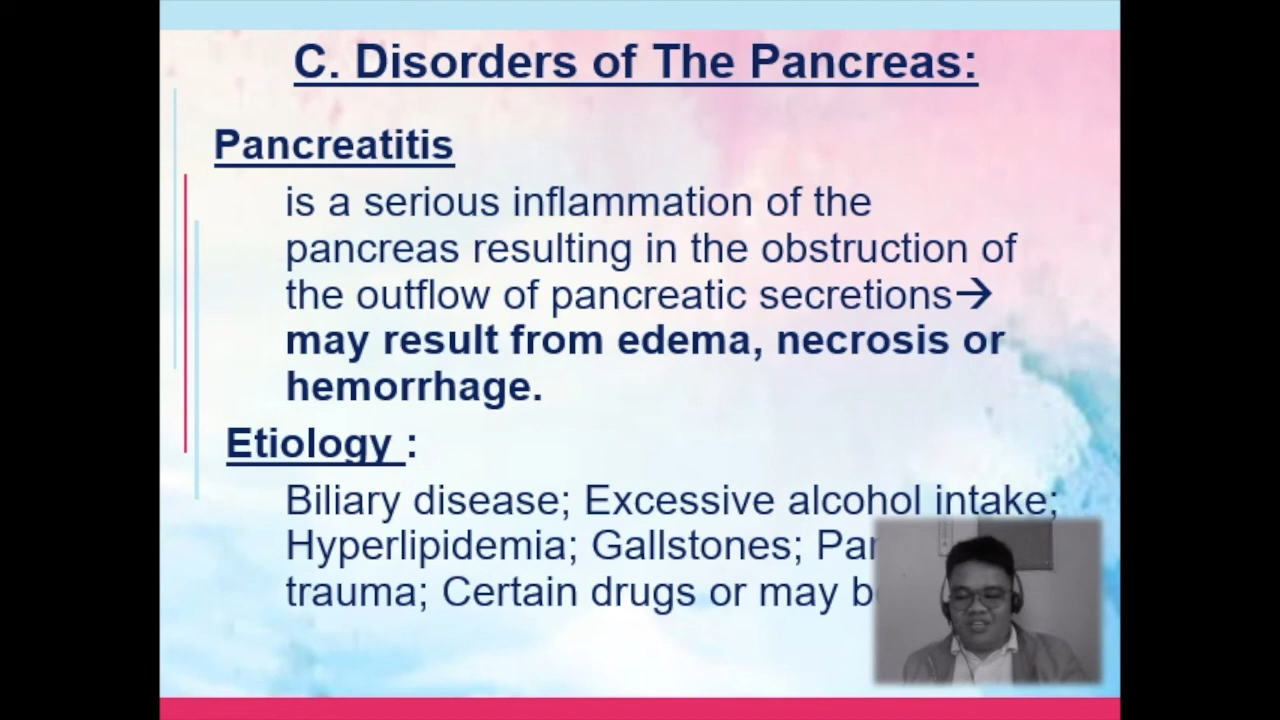 C. Disorders of The Pancreas:
Pancreatitis
is a serious inflammation of the
pancreas resulting in the obstruction of
the outflow of pancreatic secretions→
may result from edema, necrosis or
hemorrhage.
Etiology :
Biliary disease; Excessive alcohol intake;
Hyperlipidemia; Gallstones;
trauma; Certain drugs or may